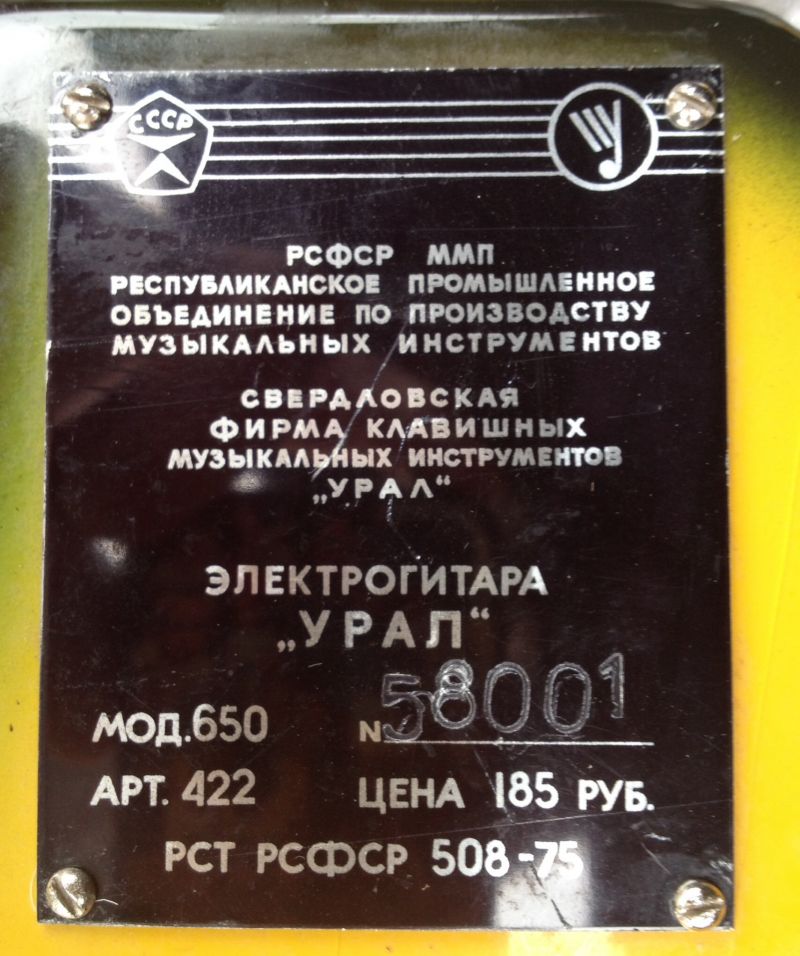 СССР
РСФСР ММП
РЕСПУБЛИКАНСКОЕ ПРОМЫШЛЕННОЕ
ОБЪЕДИНЕНИЕ ПО ПРОИЗВОДСТВУ
МУЗЫКАЛЬНЫХ ИНСТРУМЕНТОВ
СВЕРДЛОВСКАЯ
ФИРМА КЛАВИШНЫХ
МУЗЫКАЛЬНЫХ ИНСТРУМЕНТОВ
„УРАЛ“
ЭЛЕКТРОГИТАРА
„УРАЛ“
МОД.650 N 58001
АРТ. 422 ЦЕНА 185 РУБ.
РСТ РСФСР 508-75